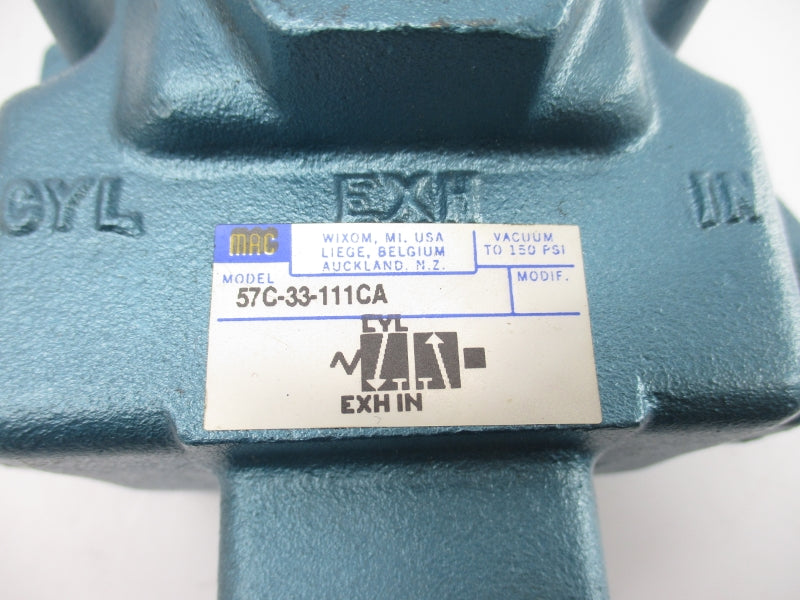 CYL EXH IN
MAC
WIXOM, MI. USA
LIEGE, BELGIUM
AUCKLAND. N.Z.
VACUUM
TO 150 PSI
MODEL
57C-33-111CA
MODIF.
CYL
EXH IN